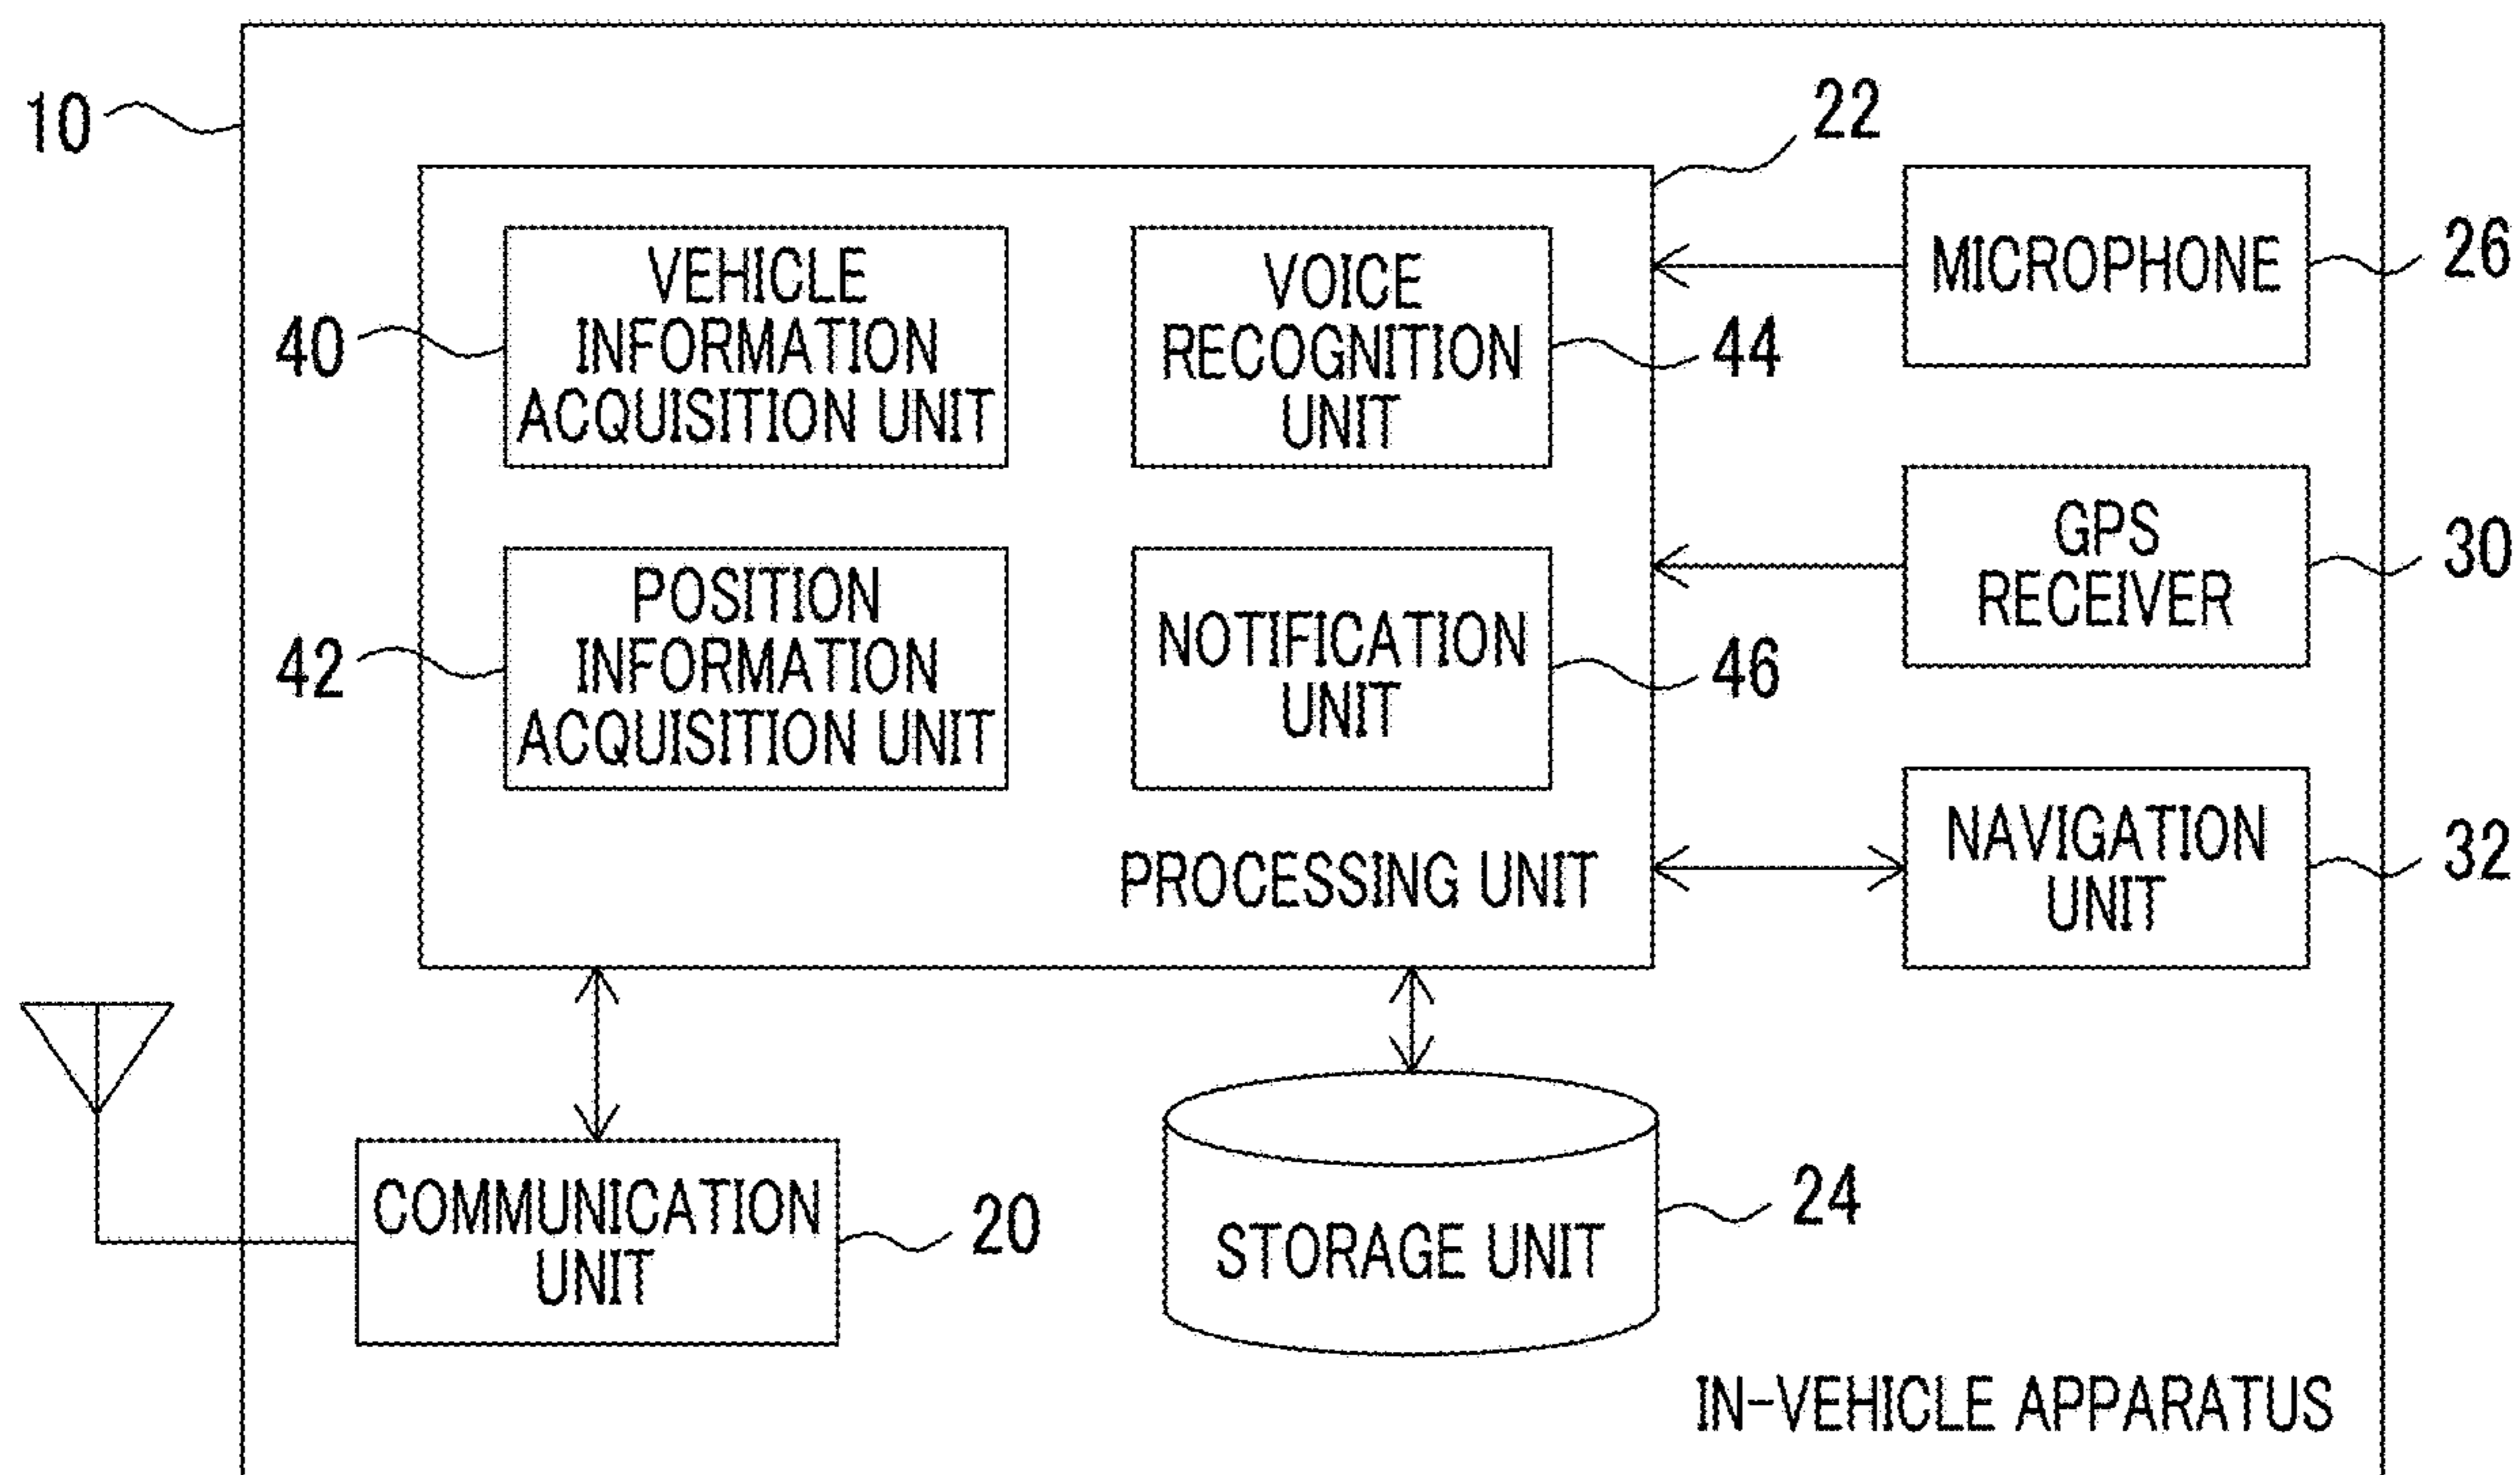 10
22
VEHICLE
INFORMATION
ACQUISITION UNIT
40
VOICE
RECOGNITION
UNIT
44
MICROPHONE
26
POSITION
INFORMATION
ACQUISITION UNIT
42
NOTIFICATION
UNIT
46
GPS
RECEIVER
30
PROCESSING UNIT
NAVIGATION
UNIT
32
COMMUNICATION
UNIT
20
STORAGE UNIT
24
IN-VEHICLE APPARATUS